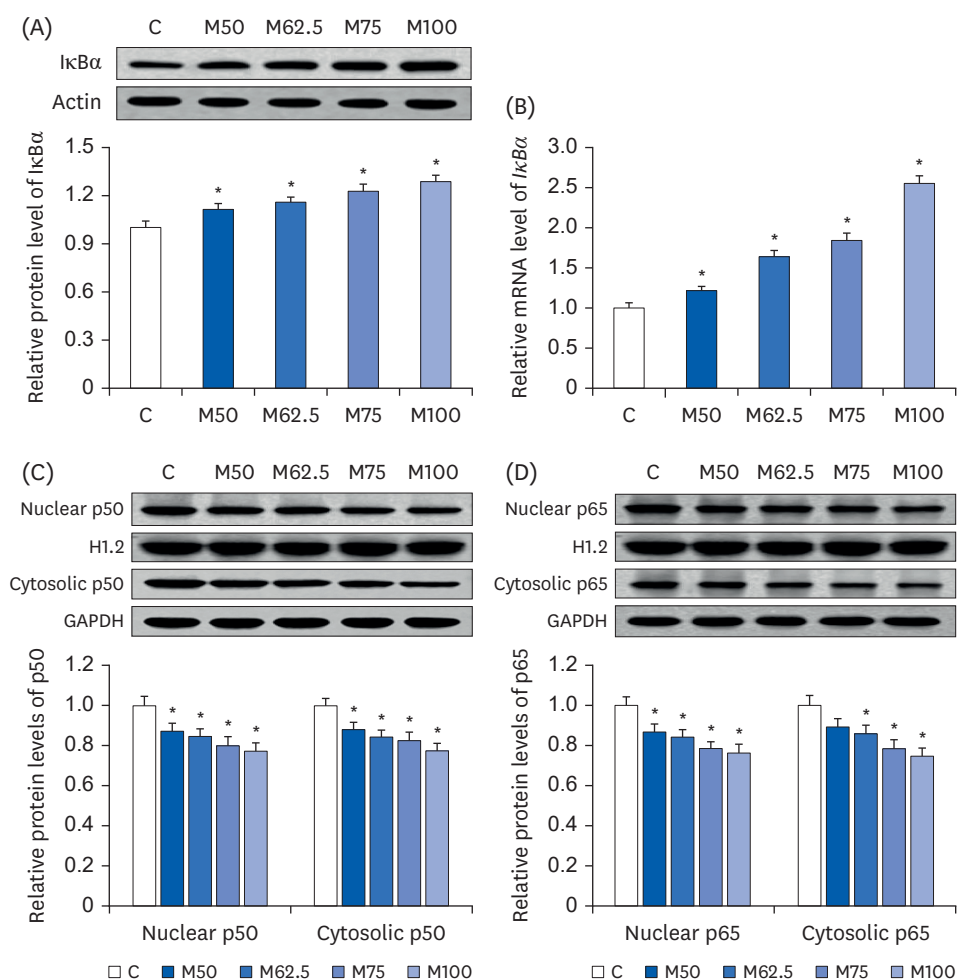 (A)
C M50 M62.5 M75 M100
IκBα
Actin
Relative protein level of IκBα
1.5
1.2
0.9
0.6
0.3
0
* * * *
C M50 M62.5 M75 M100
(B)
Relative mRNA level of IκBα
3.0
2.5
2.0
1.5
1.0
0.5
0
* * * *
C M50 M62.5 M75 M100
(C)
C M50 M62.5 M75 M100
Nuclear p50
H1.2
Cytosolic p50
GAPDH
Relative protein levels of p50
1.2
1.0
0.8
0.6
0.4
0.2
0
* * * * * * * *
Nuclear p50 Cytosolic p50
C M50 M62.5 M75 M100
(D)
C M50 M62.5 M75 M100
Nuclear p65
H1.2
Cytosolic p65
GAPDH
Relative protein levels of p65
1.2
1.0
0.8
0.6
0.4
0.2
0
* * * * * * *
Nuclear p65 Cytosolic p65
C M50 M62.5 M75 M100